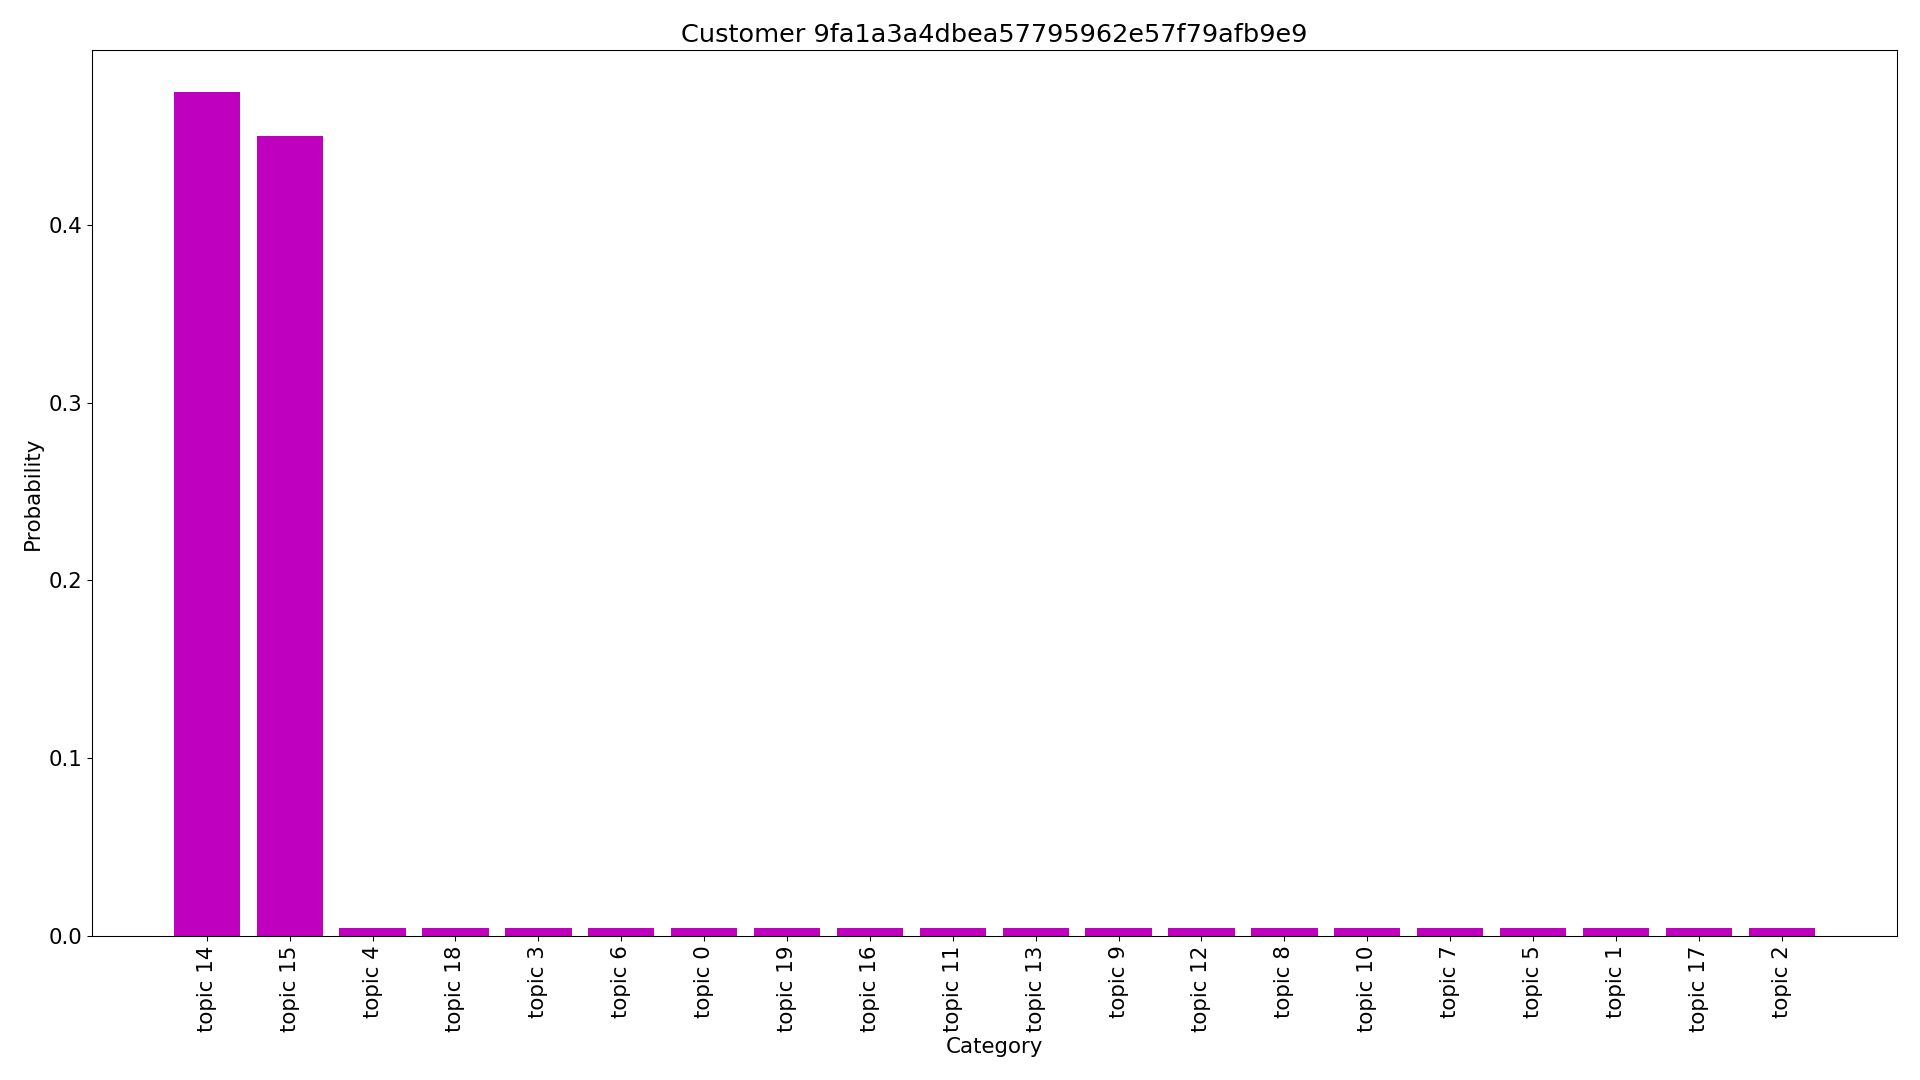 Customer 9fa1a3a4dbea57795962e57f79afb9e9
Probability
0.4
0.3
0.2
0.1
0.0
topic 14
topic 15
topic 4
topic 18
topic 3
topic 6
topic 0
topic 19
topic 16
topic 11
topic 13
topic 9
topic 12
topic 8
topic 10
topic 7
topic 5
topic 1
topic 17
topic 2
Category